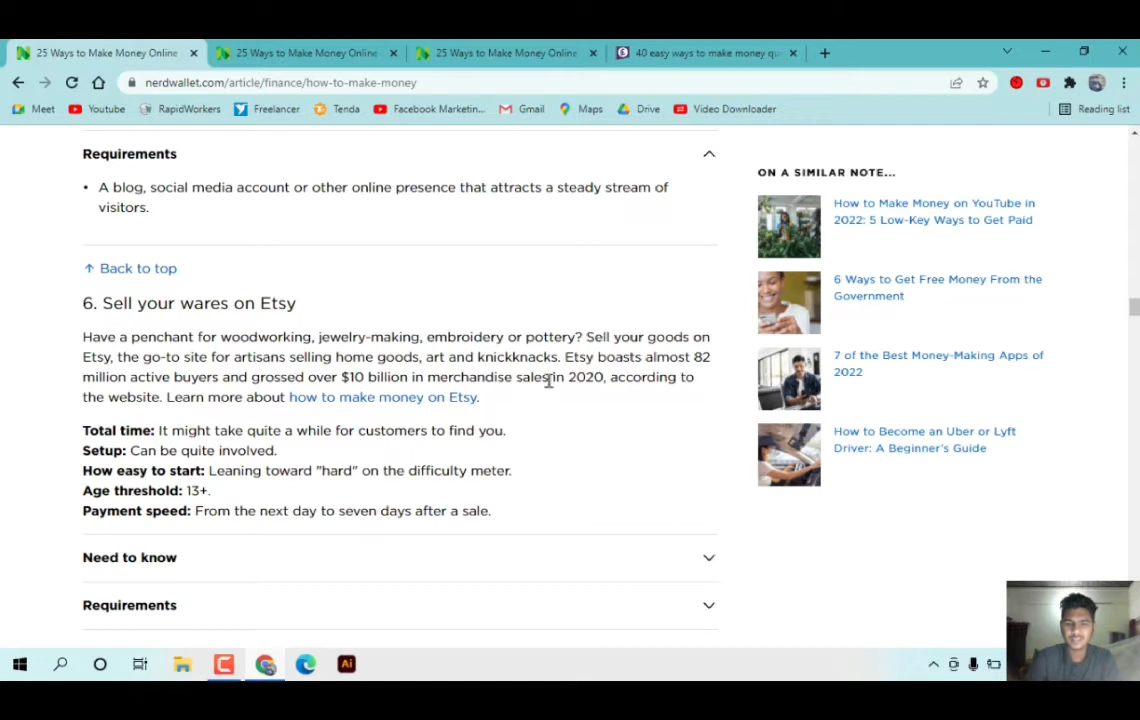 25 Ways to Make Money Online
25 Ways to Make Money Online
25 Ways to Make Money Online
40 easy ways to make money qu
nerdwallet.com/article/finance/how-to-make-money
Meet
Youtube
RapidWorkers
Freelancer
Tenda
Facebook Marketin...
Gmail
Maps
Drive
Video Downloader
Reading list
Requirements
• A blog, social media account or other online presence that attracts a steady stream of
visitors.
↑ Back to top
6. Sell your wares on Etsy
Have a penchant for woodworking, jewelry-making, embroidery or pottery? Sell your goods on
Etsy, the go-to site for artisans selling home goods, art and knickknacks. Etsy boasts almost 82
million active buyers and grossed over $10 billion in merchandise sales in 2020, according to
the website. Learn more about how to make money on Etsy.
Total time: It might take quite a while for customers to find you.
Setup: Can be quite involved.
How easy to start: Leaning toward "hard" on the difficulty meter.
Age threshold: 13+.
Payment speed: From the next day to seven days after a sale.
Need to know
Requirements
ON A SIMILAR NOTE...
How to Make Money on YouTube in
2022: 5 Low-Key Ways to Get Paid
6 Ways to Get Free Money From the
Government
7 of the Best Money-Making Apps of
2022
How to Become an Uber or Lyft
Driver: A Beginner's Guide
Ai